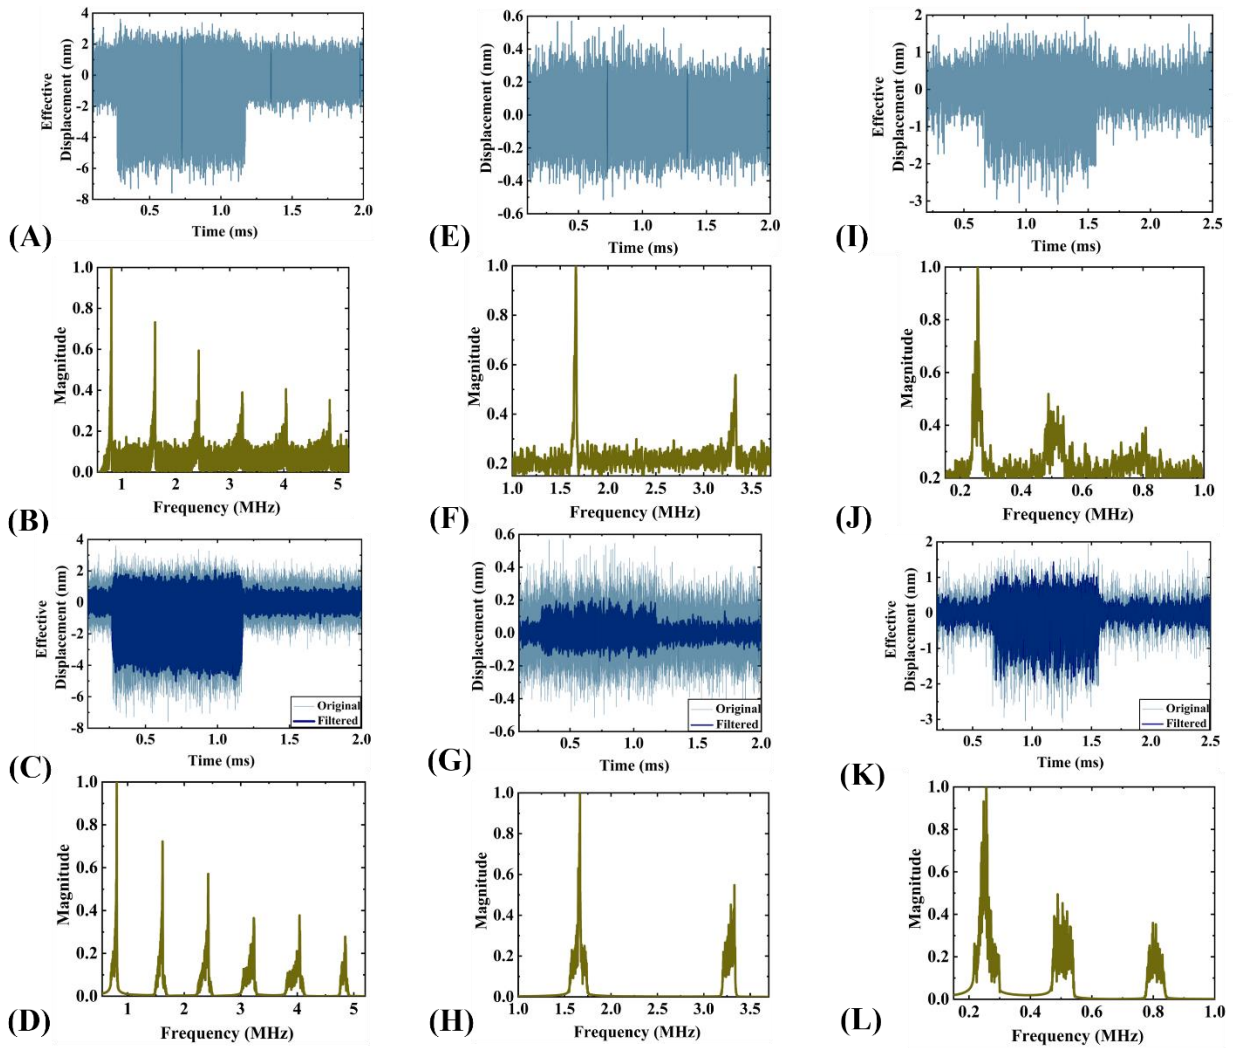 4
2
0
-2
-4
-6
-8
Effective
Displacement (nm)
0.5 1.0 1.5 2.0
Time (ms)
(A)
0.6
0.4
0.2
0.0
-0.2
-0.4
-0.6
Displacement (nm)
0.5 1.0 1.5 2.0
Time (ms)
(E)
2
1
0
-1
-2
-3
Effective
Displacement (nm)
0.5 1.0 1.5 2.0 2.5
Time (ms)
(I)
1.0
0.8
0.6
0.4
0.2
0.0
Magnitude
1 2 3 4 5
Frequency (MHz)
(B)
1.0
0.8
0.6
0.4
0.2
Magnitude
1.0 1.5 2.0 2.5 3.0 3.5
Frequency (MHz)
(F)
1.0
0.8
0.6
0.4
0.2
Magnitude
0.2 0.4 0.6 0.8 1.0
Frequency (MHz)
(J)
4
2
0
-2
-4
-6
-8
Effective
Displacement (nm)
Original
Filtered
0.5 1.0 1.5 2.0
Time (ms)
(C)
0.6
0.4
0.2
0.0
-0.2
-0.4
-0.6
Displacement (nm)
Original
Filtered
0.5 1.0 1.5 2.0
Time (ms)
(G)
2
1
0
-1
-2
-3
Effective
Displacement (nm)
Original
Filtered
0.5 1.0 1.5 2.0 2.5
Time (ms)
(K)
1.0
0.8
0.6
0.4
0.2
0.0
Magnitude
1 2 3 4 5
Frequency (MHz)
(D)
1.0
0.8
0.6
0.4
0.2
0.0
Magnitude
1.0 1.5 2.0 2.5 3.0 3.5
Frequency (MHz)
(H)
1.0
0.8
0.6
0.4
0.2
0.0
Magnitude
0.2 0.4 0.6 0.8 1.0
Frequency (MHz)
(L)